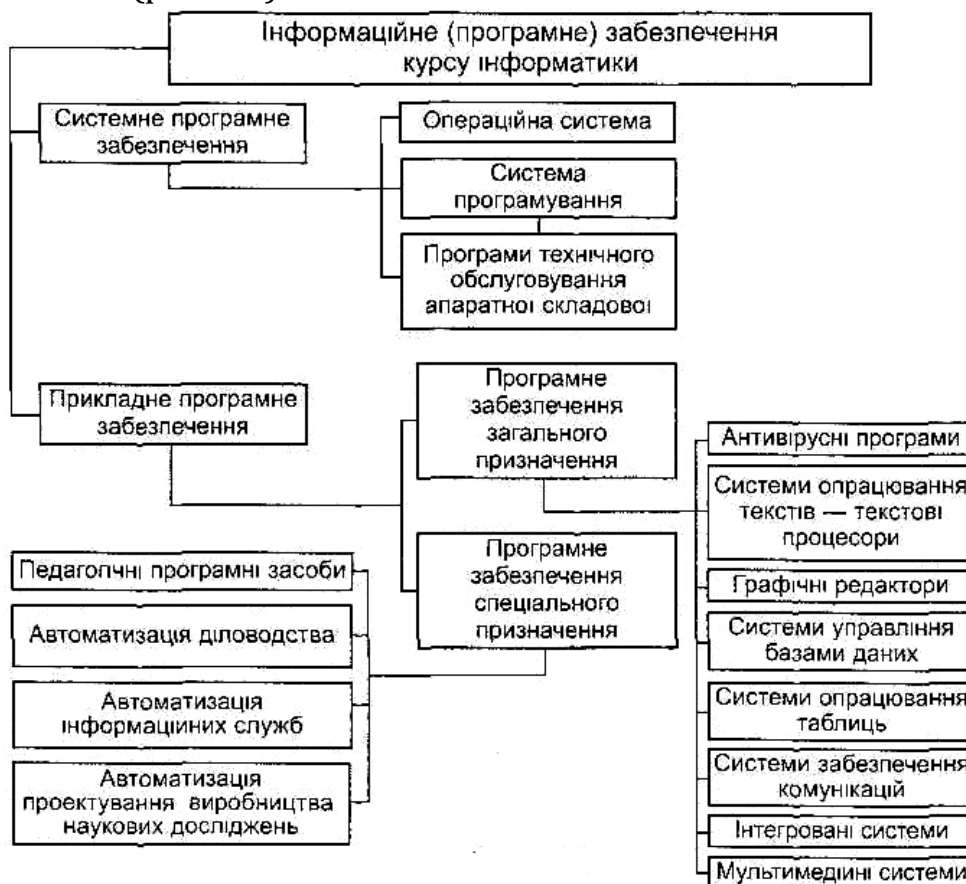 Інформаційне (програмне) забезпечення
курсу інформатики
Системне програмне
забезпечення
Операційна система
Система
програмування
Програми технічного
обслуговування
апаратної складової
Прикладне програмне
забезпечення
Програмне
забезпечення
загального
призначення
Антивірусні програми
Системи опрацювання
текстів — текстові
процесори
Графічні редактори
Системи управління
базами даних
Системи опрацювання
таблиць
Системи забезпечення
комунікацій
Інтегровані системи
Мультимедіині системи
Програмне
забезпечення
спеціального
призначення
Педаголчні програмні засоби
Автоматизація діловодства
Автоматизація
інформаціиних служб
Автоматизація
проектування виробництва
наукових досліджень